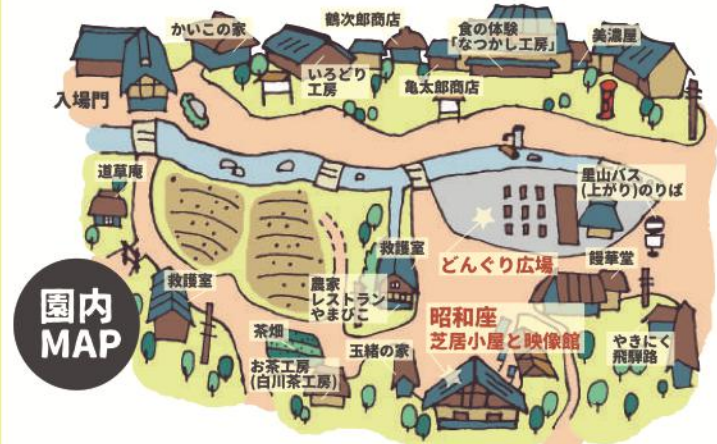 鶴次郎商店
かいこの家
食の体験
「なつかし工房」
美濃屋
いろどり
工房
亀太郎商店
入場門
道草庵
里山バス
(上がり)のりば
救護室
どんぐり広場
饅華堂
救護室
農家
レストラン
やまびこ
昭和座
芝居小屋と映像館
園内
MAP
茶畑
玉緒の家
やきにく
飛騨路
お茶工房
(白川茶工房)